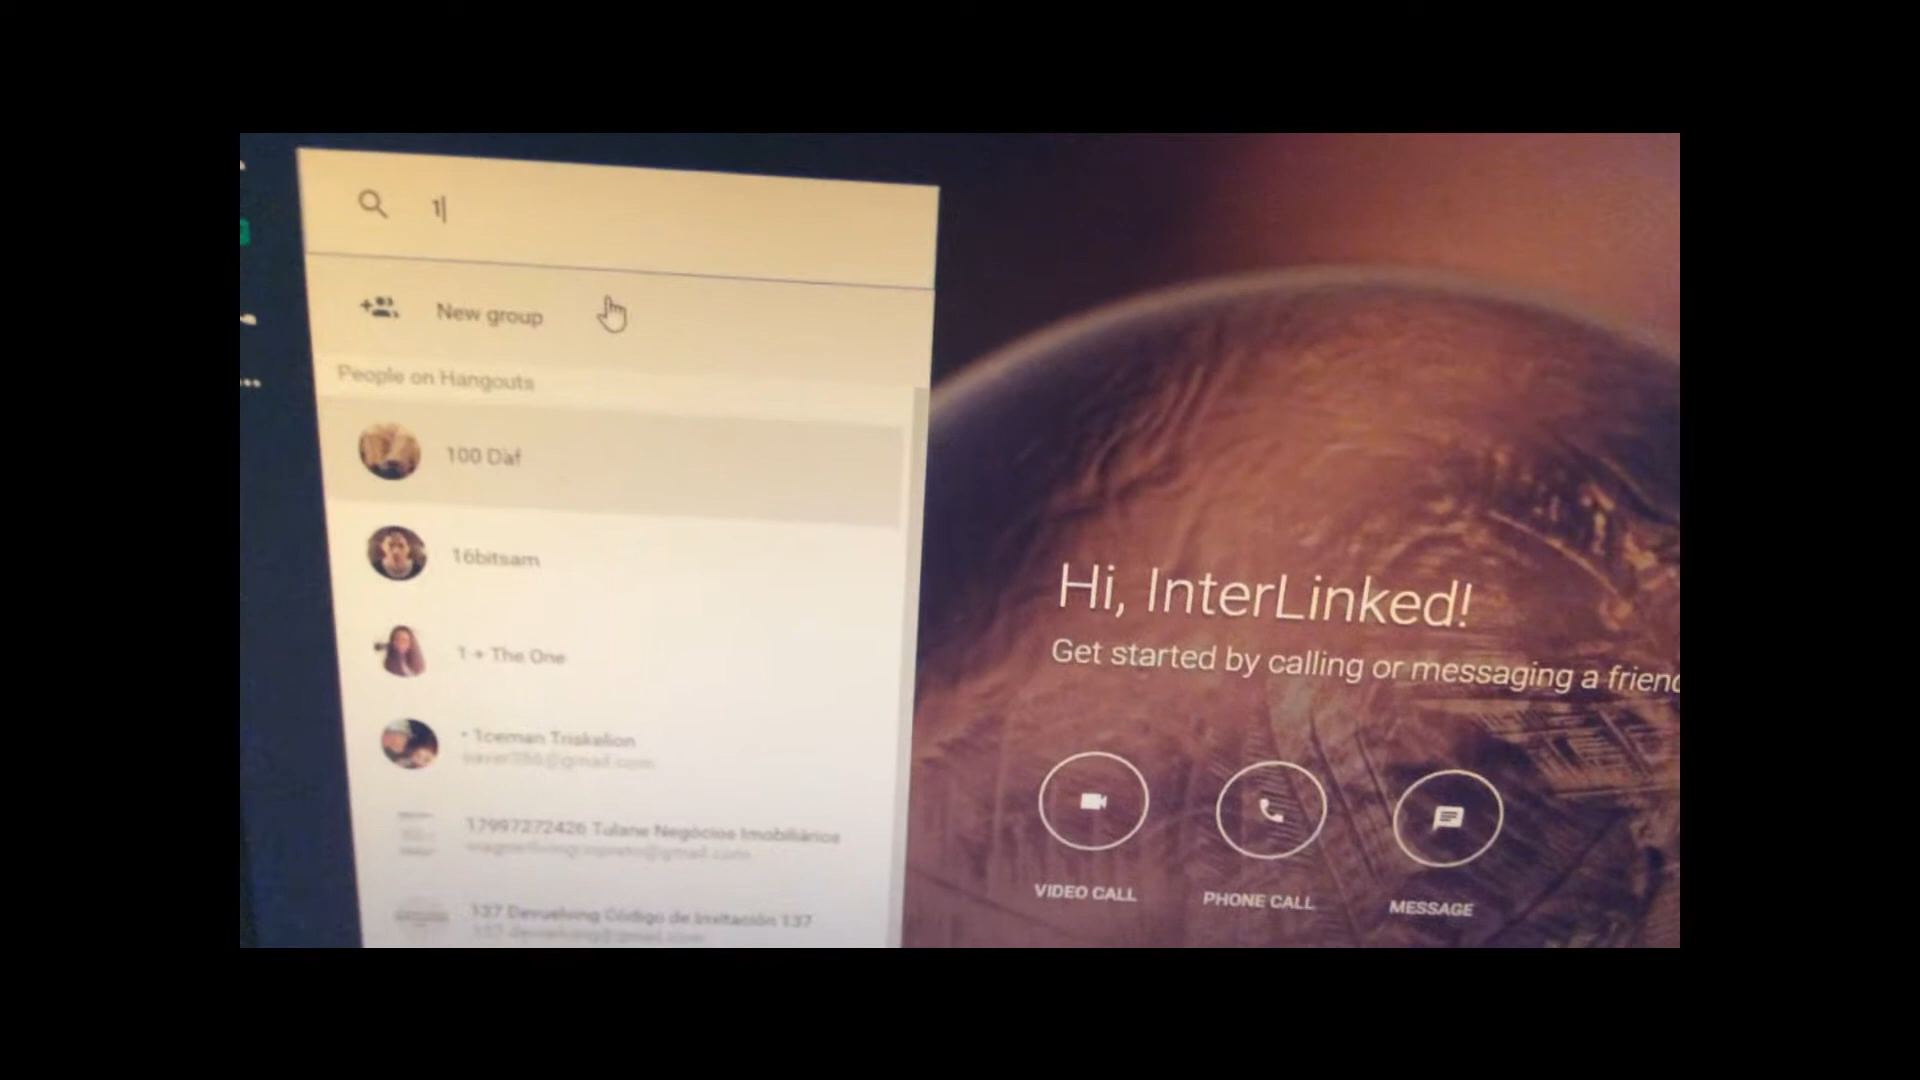 1
New group
People on Hangouts
100 Daf
16bitsam
1 + The One
1ceman Triskelion
17997272426 Tulane Negócios Imobiliários
137 Devuelving Código de Invitación 137
Hi, InterLinked!
Get started by calling or messaging a friend
VIDEO CALL
PHONE CALL
MESSAGE